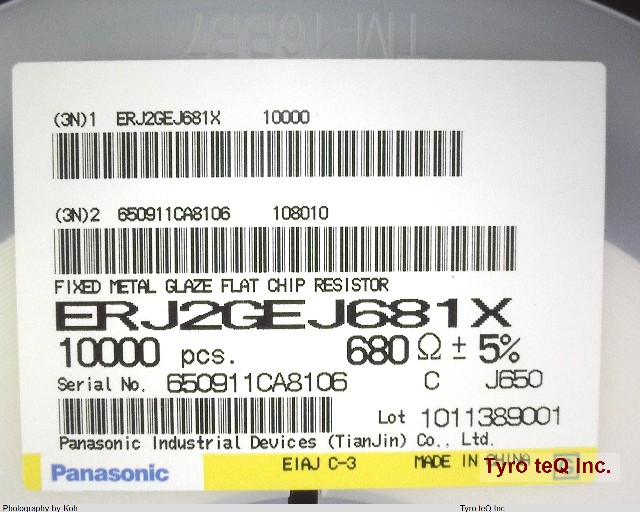 TM-16BP7
(3N)1 ERJ2GEJ681X 10000
(3N)2 650911CA8106 108010
FIXED METAL GLAZE FLAT CHIP RESISTOR
ERJ2GEJ681X
10000 pcs. 680 Ω ± 5%
Serial No. 650911CA8106 C J650
Lot 1011389001
Panasonic Industrial Devices (TianJin) Co., Ltd.
Panasonic EIAJ C-3 MADE IN CHINA
Tyro teQ Inc.
Photography by Koh Tyro teQ Inc.